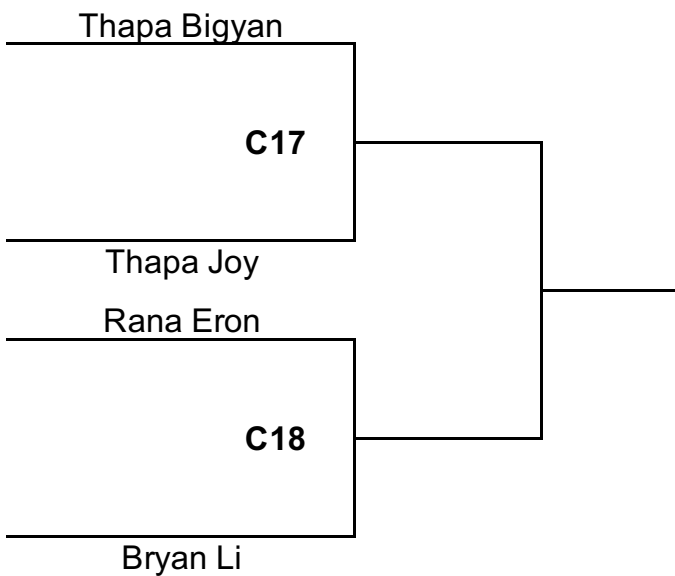 Thapa Bigyan
C17
Thapa Joy
Rana Eron
C18
Bryan Li